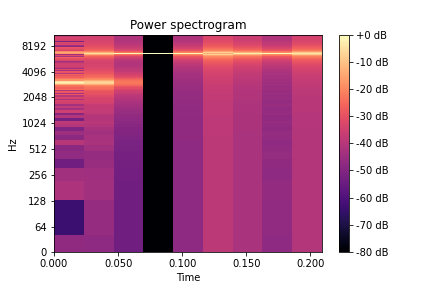 Power spectrogram
8192
4096
2048
1024
512
256
128
64
0
Hz
0.000
0.050
0.100
0.150
0.200
Time
+0 dB
-10 dB
-20 dB
-30 dB
-40 dB
-50 dB
-60 dB
-70 dB
-80 dB